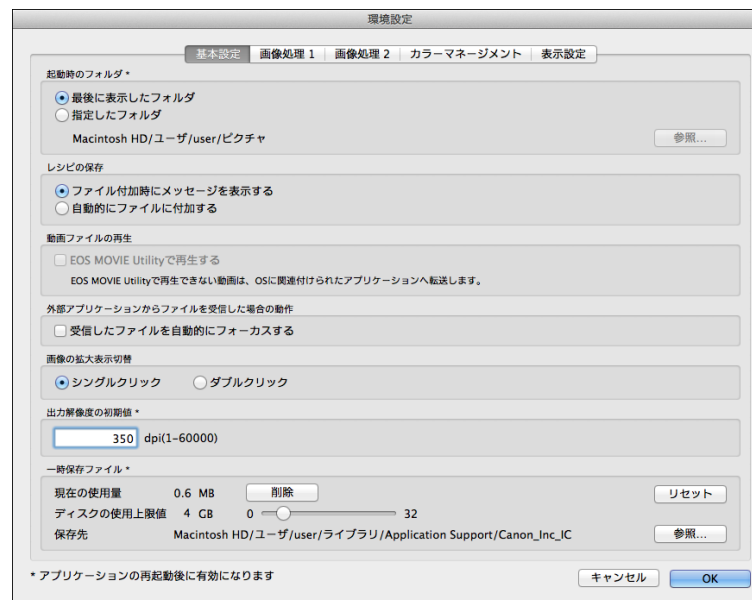 環境設定
基本設定 画像処理 1 画像処理 2 カラーマネージメント 表示設定
起動時のフォルダ *
最後に表示したフォルダ
指定したフォルダ
Macintosh HD/ユーザ/user/ピクチャ 参照...
レシピの保存
ファイル付加時にメッセージを表示する
自動的にファイルに付加する
動画ファイルの再生
EOS MOVIE Utilityで再生する
EOS MOVIE Utilityで再生できない動画は、OSに関連付けられたアプリケーションへ転送します。
外部アプリケーションからファイルを受信した場合の動作
受信したファイルを自動的にフォーカスする
画像の拡大表示切替
シングルクリック ダブルクリック
出力解像度の初期値 *
350 dpi(1-60000)
一時保存ファイル *
現在の使用量 0.6 MB 削除 リセット
ディスクの使用上限値 4 GB 0 32
保存先 Macintosh HD/ユーザ/user/ライブラリ/Application Support/Canon_Inc_IC 参照...
* アプリケーションの再起動後に有効になります キャンセル OK